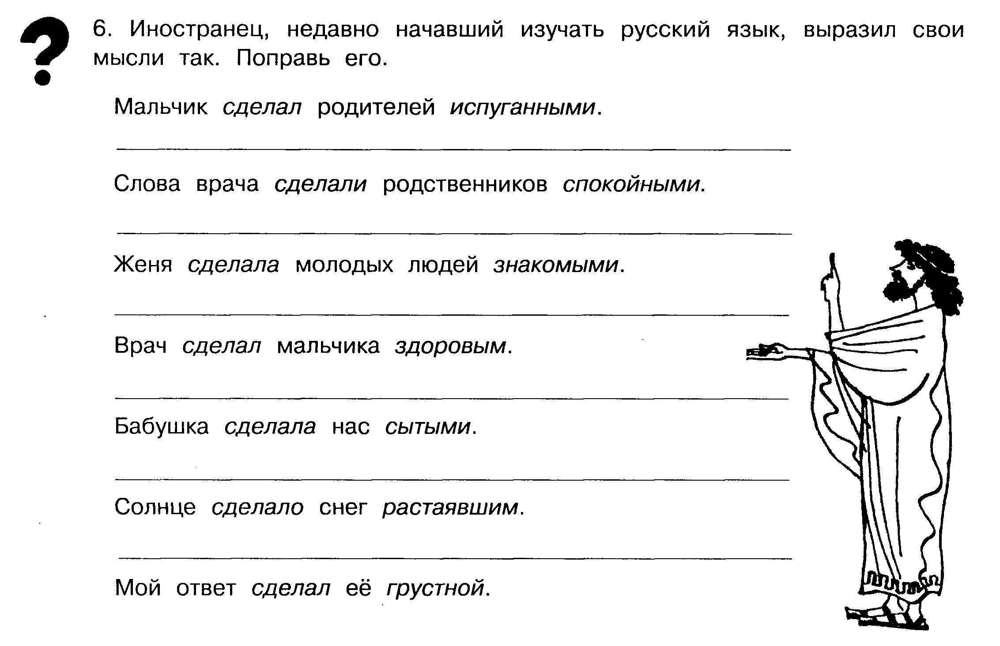 6. Иностранец, недавно начавший изучать русский язык, выразил свои
мысли так. Поправь его.
Мальчик сделал родителей испуганными.
Слова врача сделали родственников спокойными.
Женя сделала молодых людей знакомыми.
Врач сделал мальчика здоровым.
Бабушка сделала нас сытыми.
Солнце сделало снег растаявшим.
Мой ответ сделал её грустной.